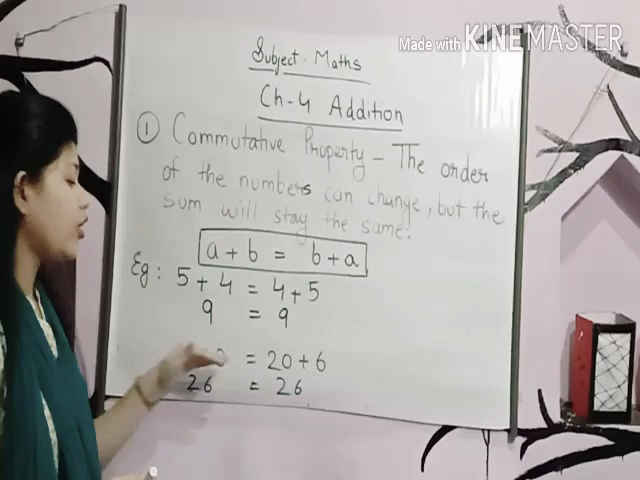 Made with KINEMASTER
Subject - Maths
Ch-4 Addition
① Commutative Property - The order
of the numbers can change, but the
sum will stay the same.
a + b = b + a
Eg: 5 + 4 = 4 + 5
9 = 9
= 20 + 6
26 = 26